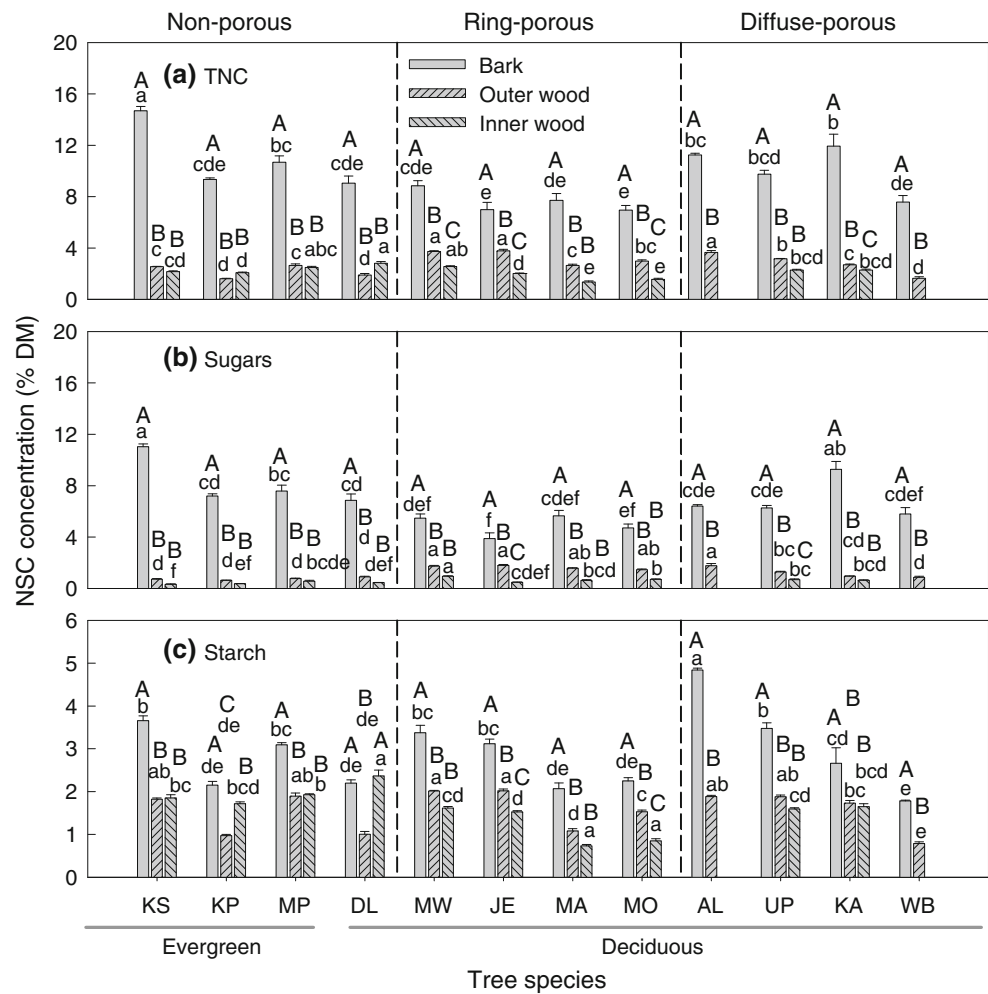 Non-porous Ring-porous Diffuse-porous
NSC concentration (% DM)
20
16
12
8
4
0
(a) TNC
Bark
Outer wood
Inner wood
A A A A A A A A A A A A
a cde bc cde cde e de e bc bcd b de
B B B B B B B B B B B B B C B C B B B C B B B B C B
c cd d d c abc d a a ab a d c e bc e a b bcd c bcd d
20
16
12
8
4
0
(b) Sugars
A A A A A A A A A A A A
a cd bc cd def f cdef ef cde cde ab cdef
B B B B B B B B B B B C B B B B B B C B B B
d f d ef d bcde d def a a a cdef ab bcd ab b a bc bc cd bcd d
6
5
4
3
2
1
0
(c) Starch
A A A A A A A A A A A A
b de bc de bc bc de de a b cd e
B B C B B B B A B B B C B B B C B B B B B B
ab bc de bcd ab b de a a cd a d d a c a ab ab cd bc bcd e
KS KP MP DL MW JE MA MO AL UP KA WB
Evergreen Deciduous
Tree species